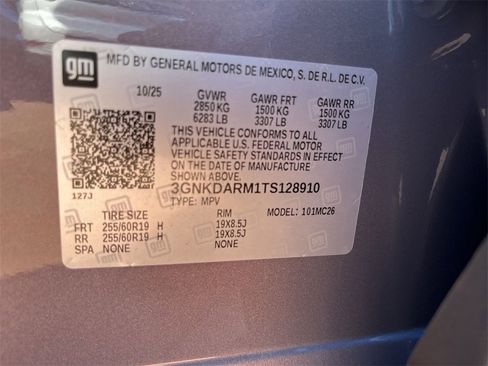 gm MFD BY GENERAL MOTORS DE MEXICO, S. DE R.L. DE C.V.
10/25 GVWR GAWR FRT GAWR RR
2850 KG 1500 KG 1500 KG
6283 LB 3307 LB 3307 LB
THIS VEHICLE CONFORMS TO ALL
APPLICABLE U.S. FEDERAL MOTOR
VEHICLE SAFETY STANDARDS IN
EFFECT ON THE DATE OF MANUFACTURE
SHOWN ABOVE.
3GNKDARM1TS128910
127J TYPE: MPV
TIRE SIZE RIM MODEL: 101MC26
FRT 255/60R19 H 19X8.5J
RR 255/60R19 H 19X8.5J
SPA NONE NONE